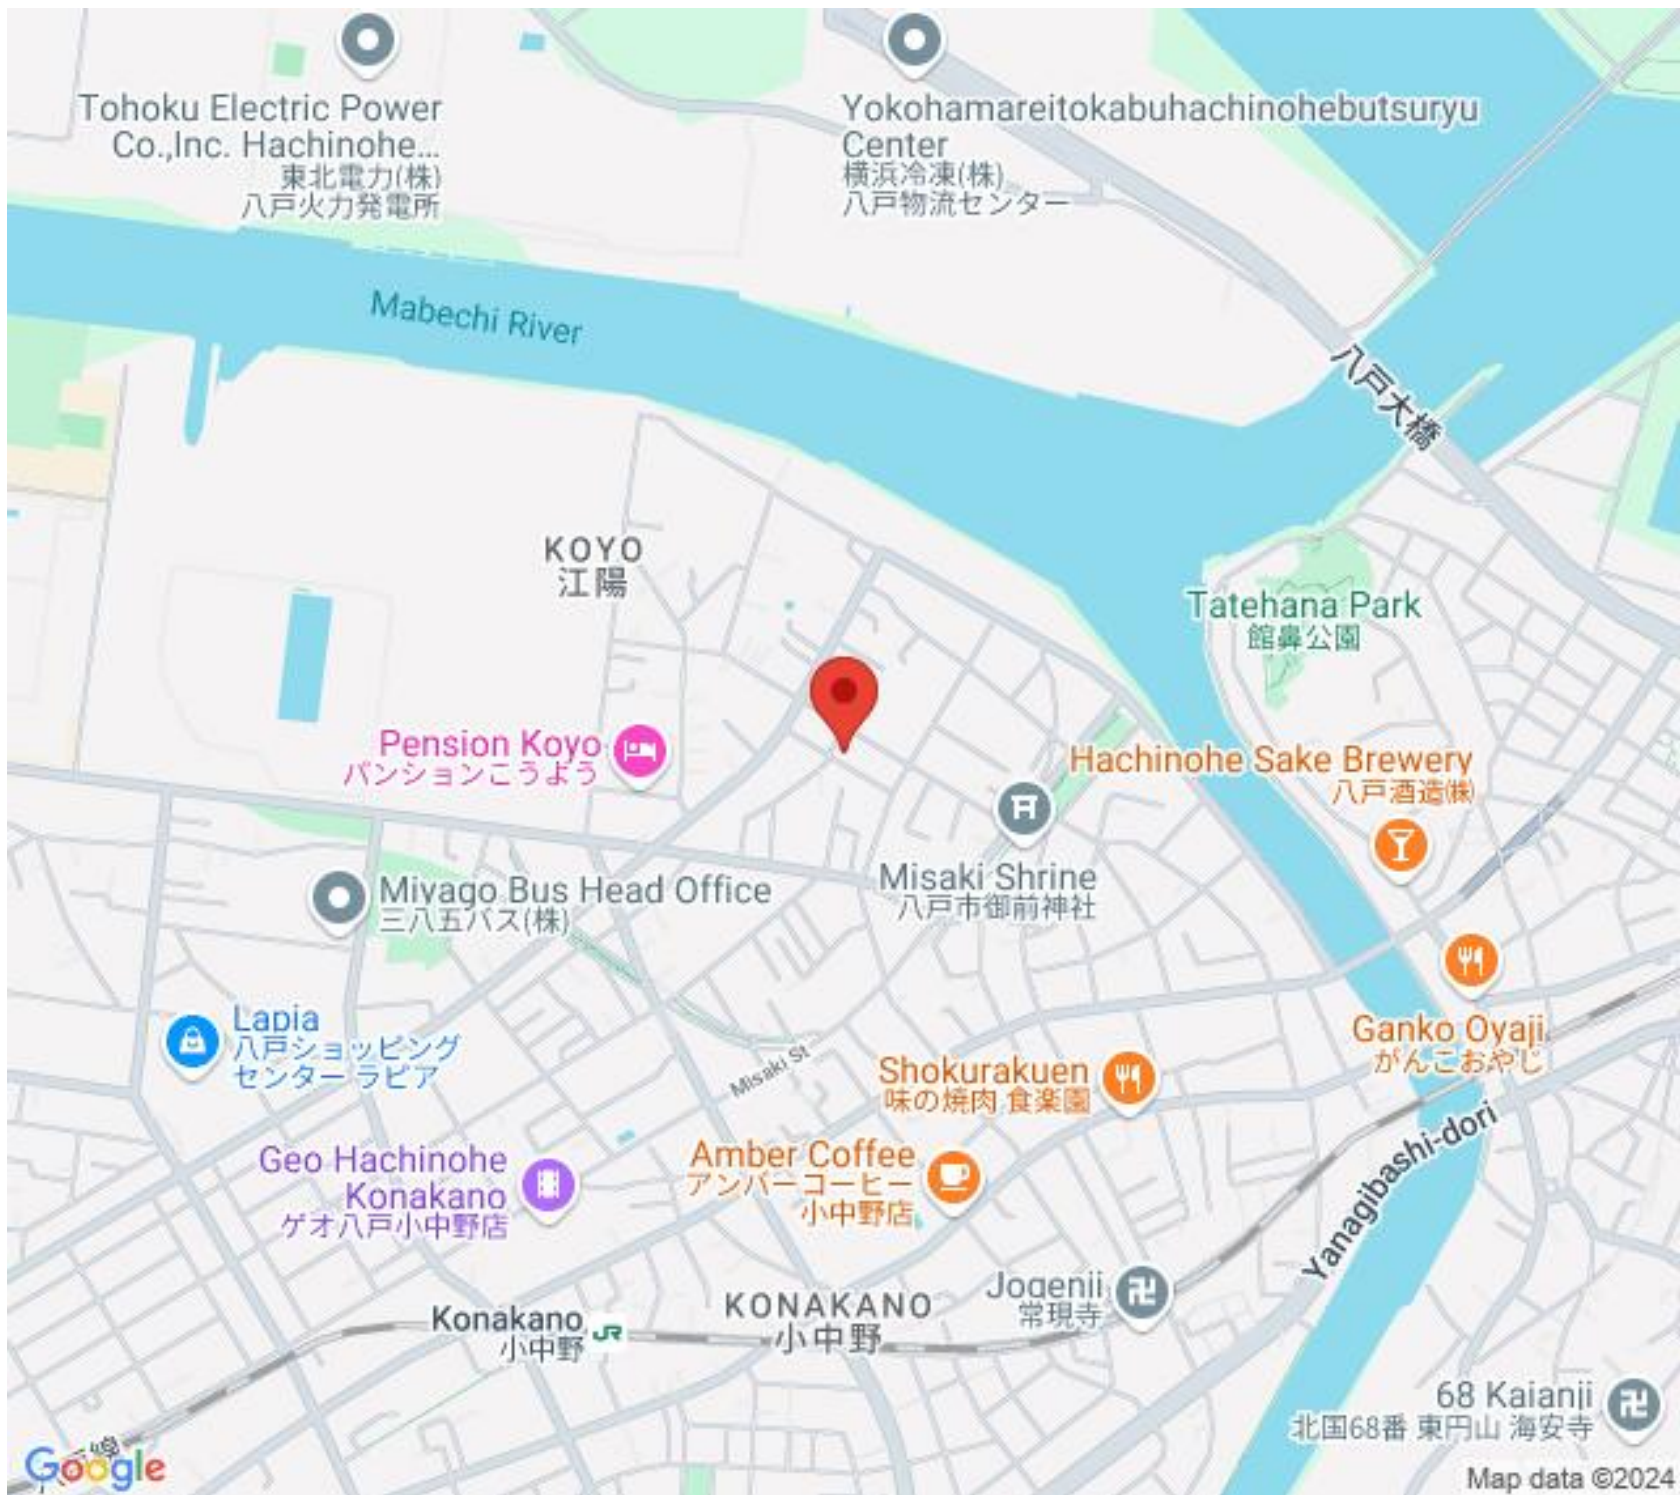 Tohoku Electric Power
Co.,Inc. Hachinohe...
東北電力(株)
八戸火力発電所
Yokohamareitokabuhachinohebutsuryu
Center
横浜冷凍(株)
八戸物流センター
Mabechi River
八戸大橋
KOYO
江陽
Tatehana Park
館鼻公園
Pension Koyo
パンションこうよう
Hachinohe Sake Brewery
八戸酒造㈱
Misaki Shrine
八戸市御前神社
Miyago Bus Head Office
三八五バス(株)
Lapia
八戸ショッピング
センター ラピア
Ganko Oyaji
がんこおやじ
Misaki St
Shokurakuen
味の焼肉 食楽園
Yanagibashi-dori
Geo Hachinohe
Konakano
ゲオ八戸小中野店
Amber Coffee
アンバーコーヒー
小中野店
Jogenji
常現寺
Konakano
小中野
JR
KONAKANO
小中野
68 Kaianji
北国68番 東円山 海安寺
Google
Map data ©2024